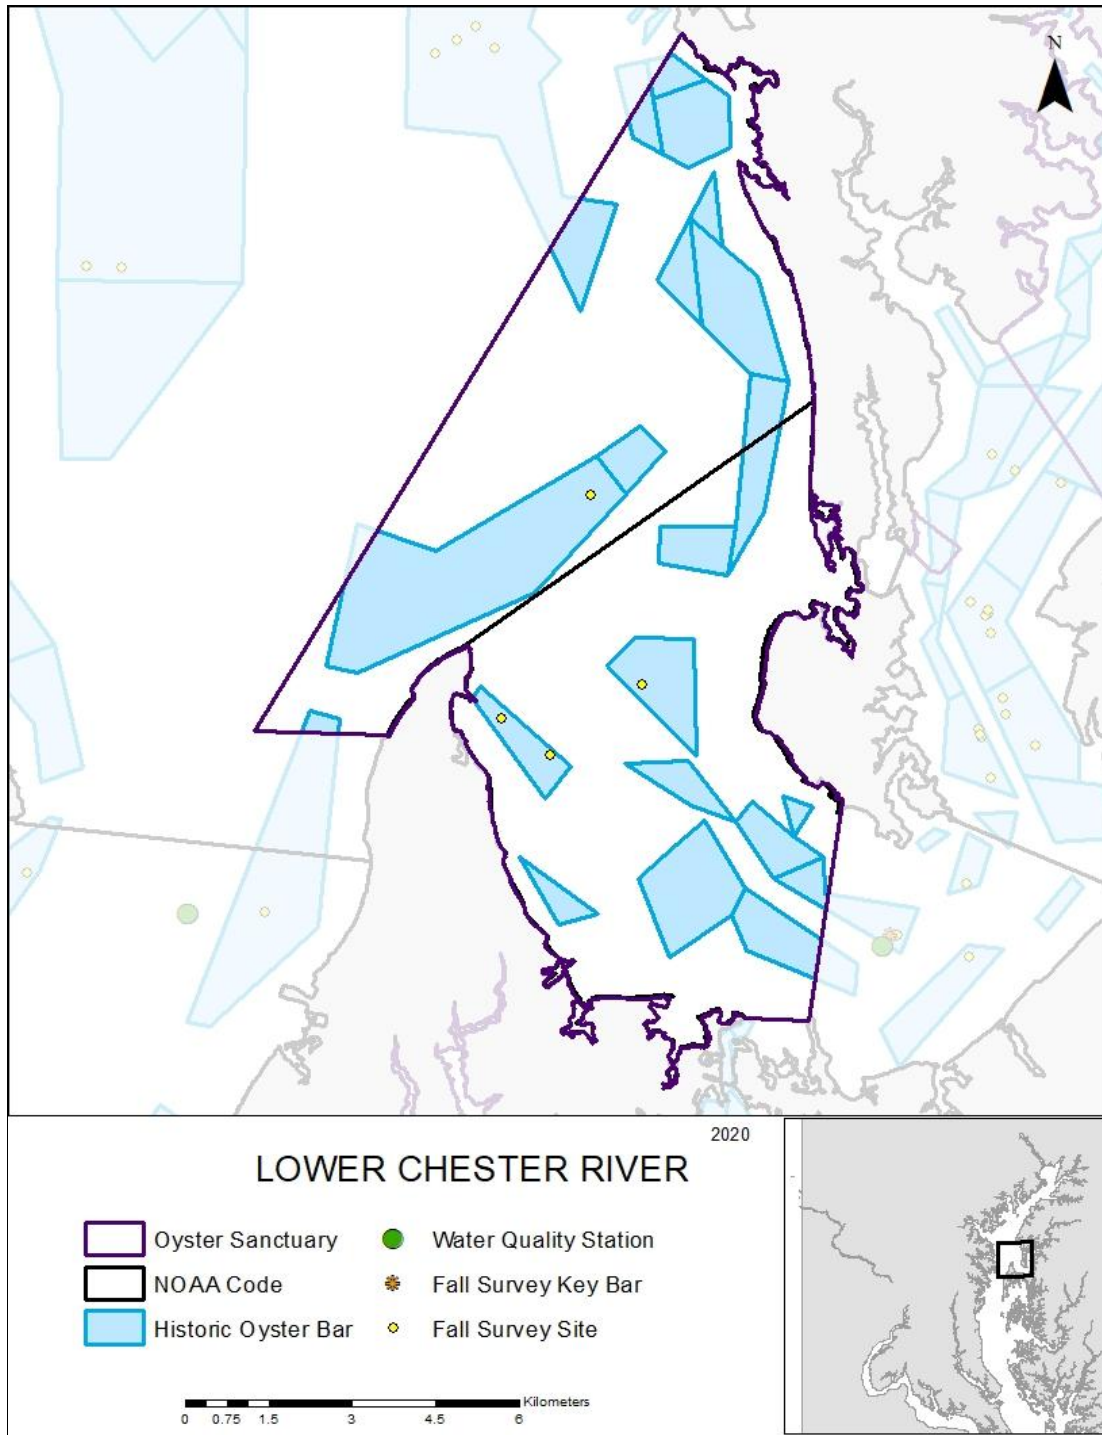 N
2020
LOWER CHESTER RIVER
Oyster Sanctuary
Water Quality Station
NOAA Code
Fall Survey Key Bar
Historic Oyster Bar
Fall Survey Site
Kilometers
0 0.75 1.5 3 4.5 6